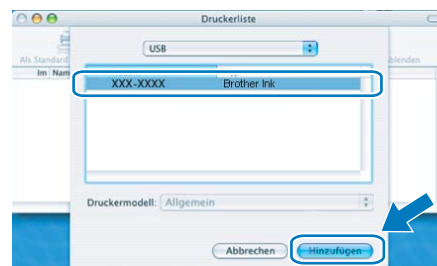 Druckerliste
USB
Als Standard
blenden
Im Nam
XXX-XXXX Brother Ink
Druckermodell: Allgemein
Abbrechen Hinzufügen